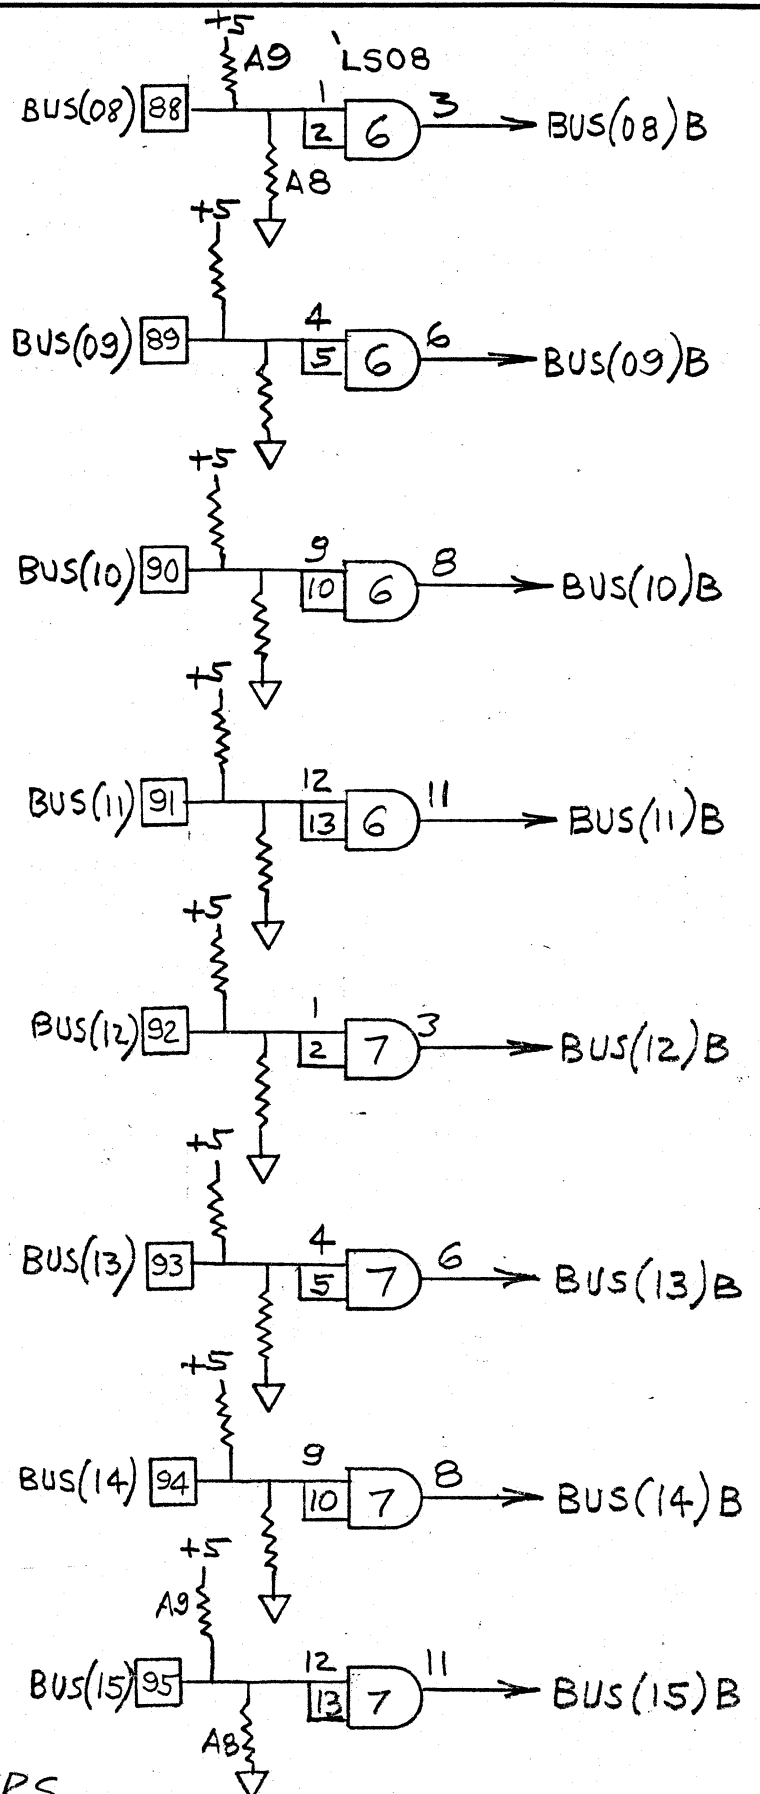 +5
A9 'LS08
BUS(08) 88 1 2 6 3 BUS(08)B
A8
+5
BUS(09) 89 4 5 6 6 BUS(09)B
+5
BUS(10) 90 9 10 6 8 BUS(10)B
+5
BUS(11) 91 12 13 6 11 BUS(11)B
+5
BUS(12) 92 1 2 7 3 BUS(12)B
+5
BUS(13) 93 4 5 7 6 BUS(13)B
+5
BUS(14) 94 9 10 7 8 BUS(14)B
+5
A9
BUS(15) 95 12 13 7 11 BUS(15)B
A8